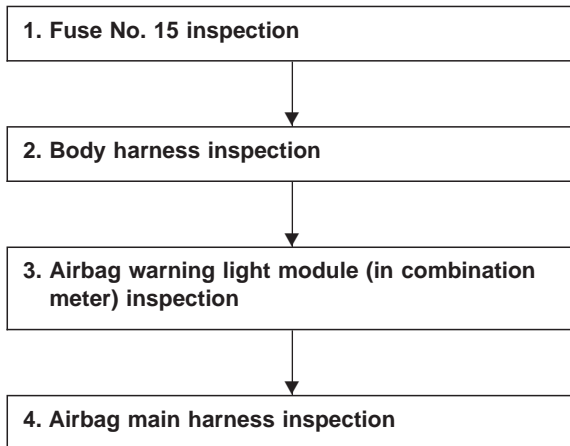 1. Fuse No. 15 inspection
2. Body harness inspection
3. Airbag warning light module (in combination
meter) inspection
4. Airbag main harness inspection